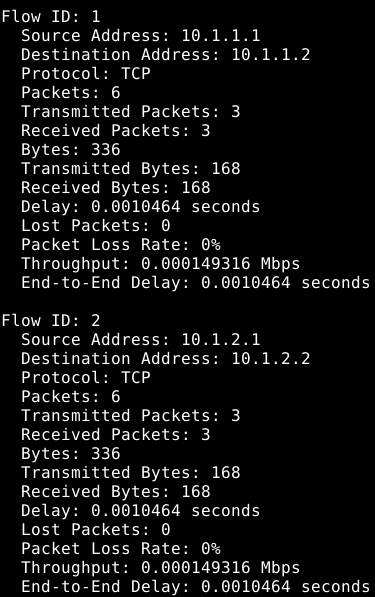 Flow ID: 1
Source Address: 10.1.1.1
Destination Address: 10.1.1.2
Protocol: TCP
Packets: 6
Transmitted Packets: 3
Received Packets: 3
Bytes: 336
Transmitted Bytes: 168
Received Bytes: 168
Delay: 0.0010464 seconds
Lost Packets: 0
Packet Loss Rate: 0%
Throughput: 0.000149316 Mbps
End-to-End Delay: 0.0010464 seconds
Flow ID: 2
Source Address: 10.1.2.1
Destination Address: 10.1.2.2
Protocol: TCP
Packets: 6
Transmitted Packets: 3
Received Packets: 3
Bytes: 336
Transmitted Bytes: 168
Received Bytes: 168
Delay: 0.0010464 seconds
Lost Packets: 0
Packet Loss Rate: 0%
Throughput: 0.000149316 Mbps
End-to-End Delay: 0.0010464 seconds